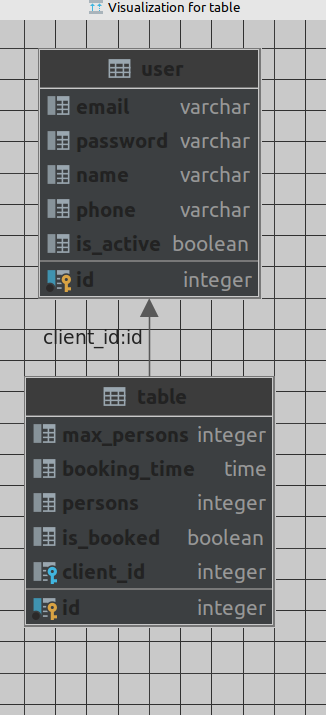 Visualization for table
user
email varchar
password varchar
name varchar
phone varchar
is_active boolean
id integer
client_id:id
table
max_persons integer
booking_time time
persons integer
is_booked boolean
client_id integer
id integer